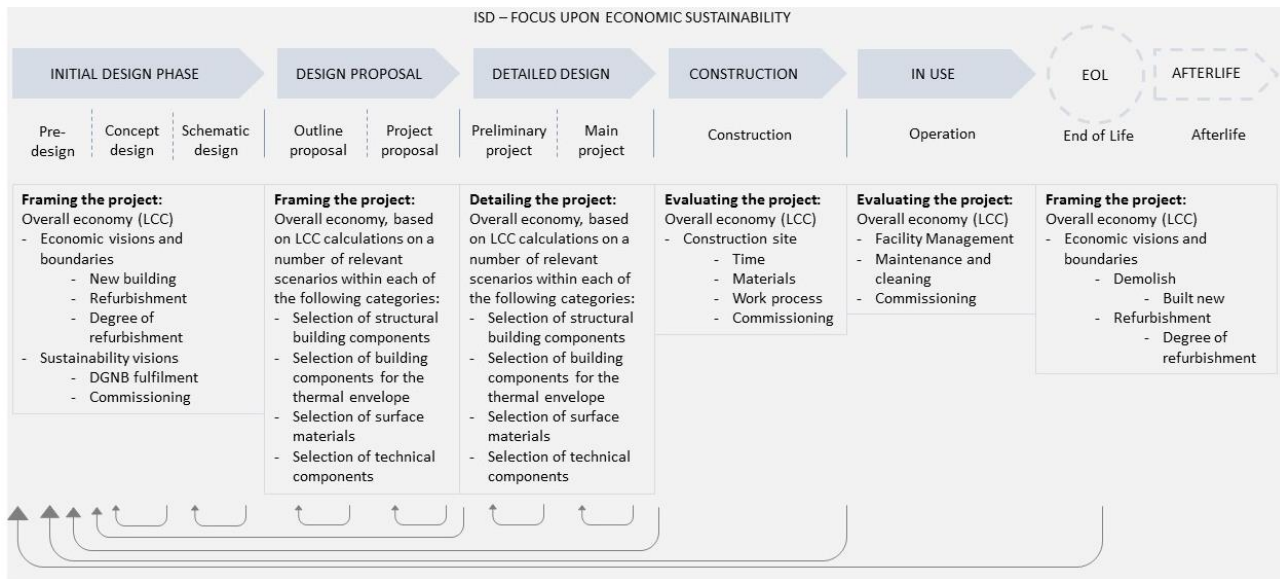 ISD – FOCUS UPON ECONOMIC SUSTAINABILITY
INITIAL DESIGN PHASE
DESIGN PROPOSAL
DETAILED DESIGN
CONSTRUCTION
IN USE
EOL
AFTERLIFE
Pre-
design
Concept
design
Schematic
design
Outline
proposal
Project
proposal
Preliminary
project
Main
project
Construction
Operation
End of Life
Afterlife
Framing the project:
Overall economy (LCC)
- Economic visions and
boundaries
- New building
- Refurbishment
- Degree of
refurbishment
- Sustainability visions
- DGNB fulfilment
- Commissioning
Framing the project:
Overall economy, based
on LCC calculations on a
number of relevant
scenarios within each of
the following categories:
- Selection of structural
building components
- Selection of building
components for the
thermal envelope
- Selection of surface
materials
- Selection of technical
components
Detailing the project:
Overall economy, based
on LCC calculations on a
number of relevant
scenarios within each of
the following categories:
- Selection of structural
building components
- Selection of building
components for the
thermal envelope
- Selection of surface
materials
- Selection of technical
components
Evaluating the project:
Overall economy (LCC)
- Construction site
- Time
- Materials
- Work process
- Commissioning
Evaluating the project:
Overall economy (LCC)
- Facility Management
- Maintenance and
cleaning
- Commissioning
Framing the project:
Overall economy (LCC)
- Economic visions and
boundaries
- Demolish
- Built new
- Refurbishment
- Degree of
refurbishment